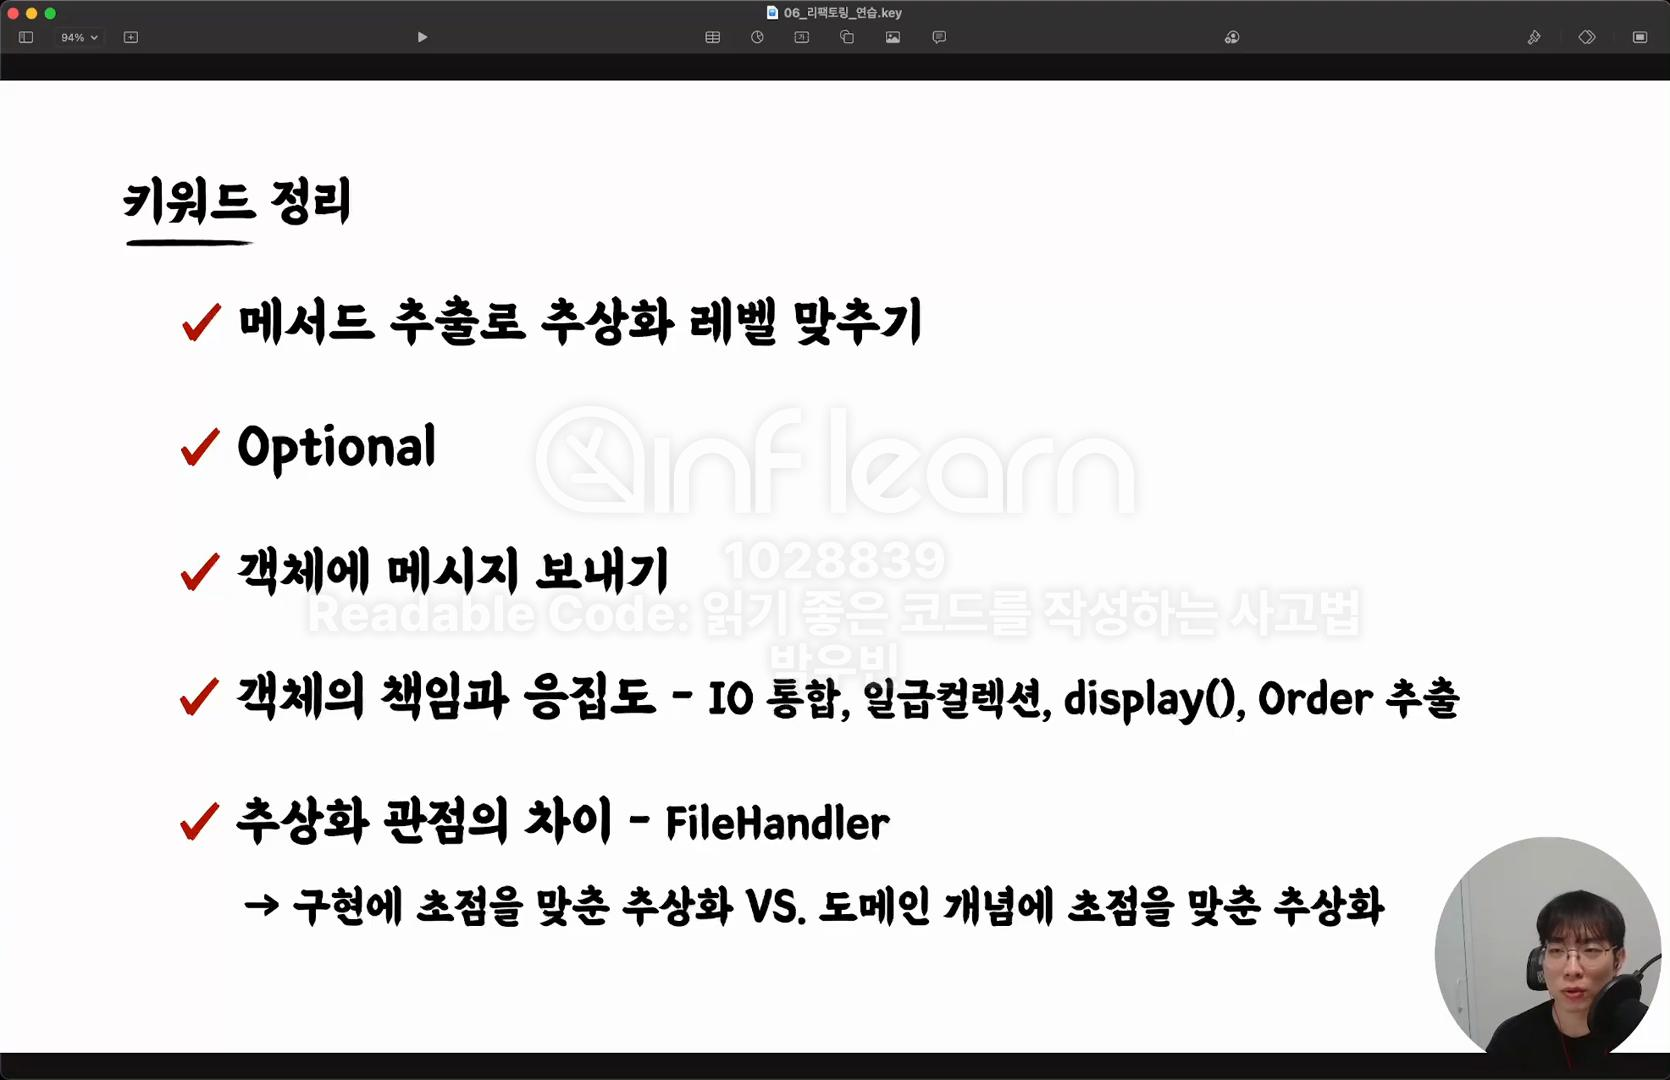 06_리팩토링_연습.key
94%
키워드 정리
메서드 추출로 추상화 레벨 맞추기
Optional
inflearn
객체에 메시지 보내기
1028839
Readable Code: 읽기 좋은 코드를 작성하는 사고법
박우빈
객체의 책임과 응집도 - IO 통합, 일급컬렉션, display(), Order 추출
추상화 관점의 차이 - FileHandler
→ 구현에 초점을 맞춘 추상화 VS. 도메인 개념에 초점을 맞춘 추상화